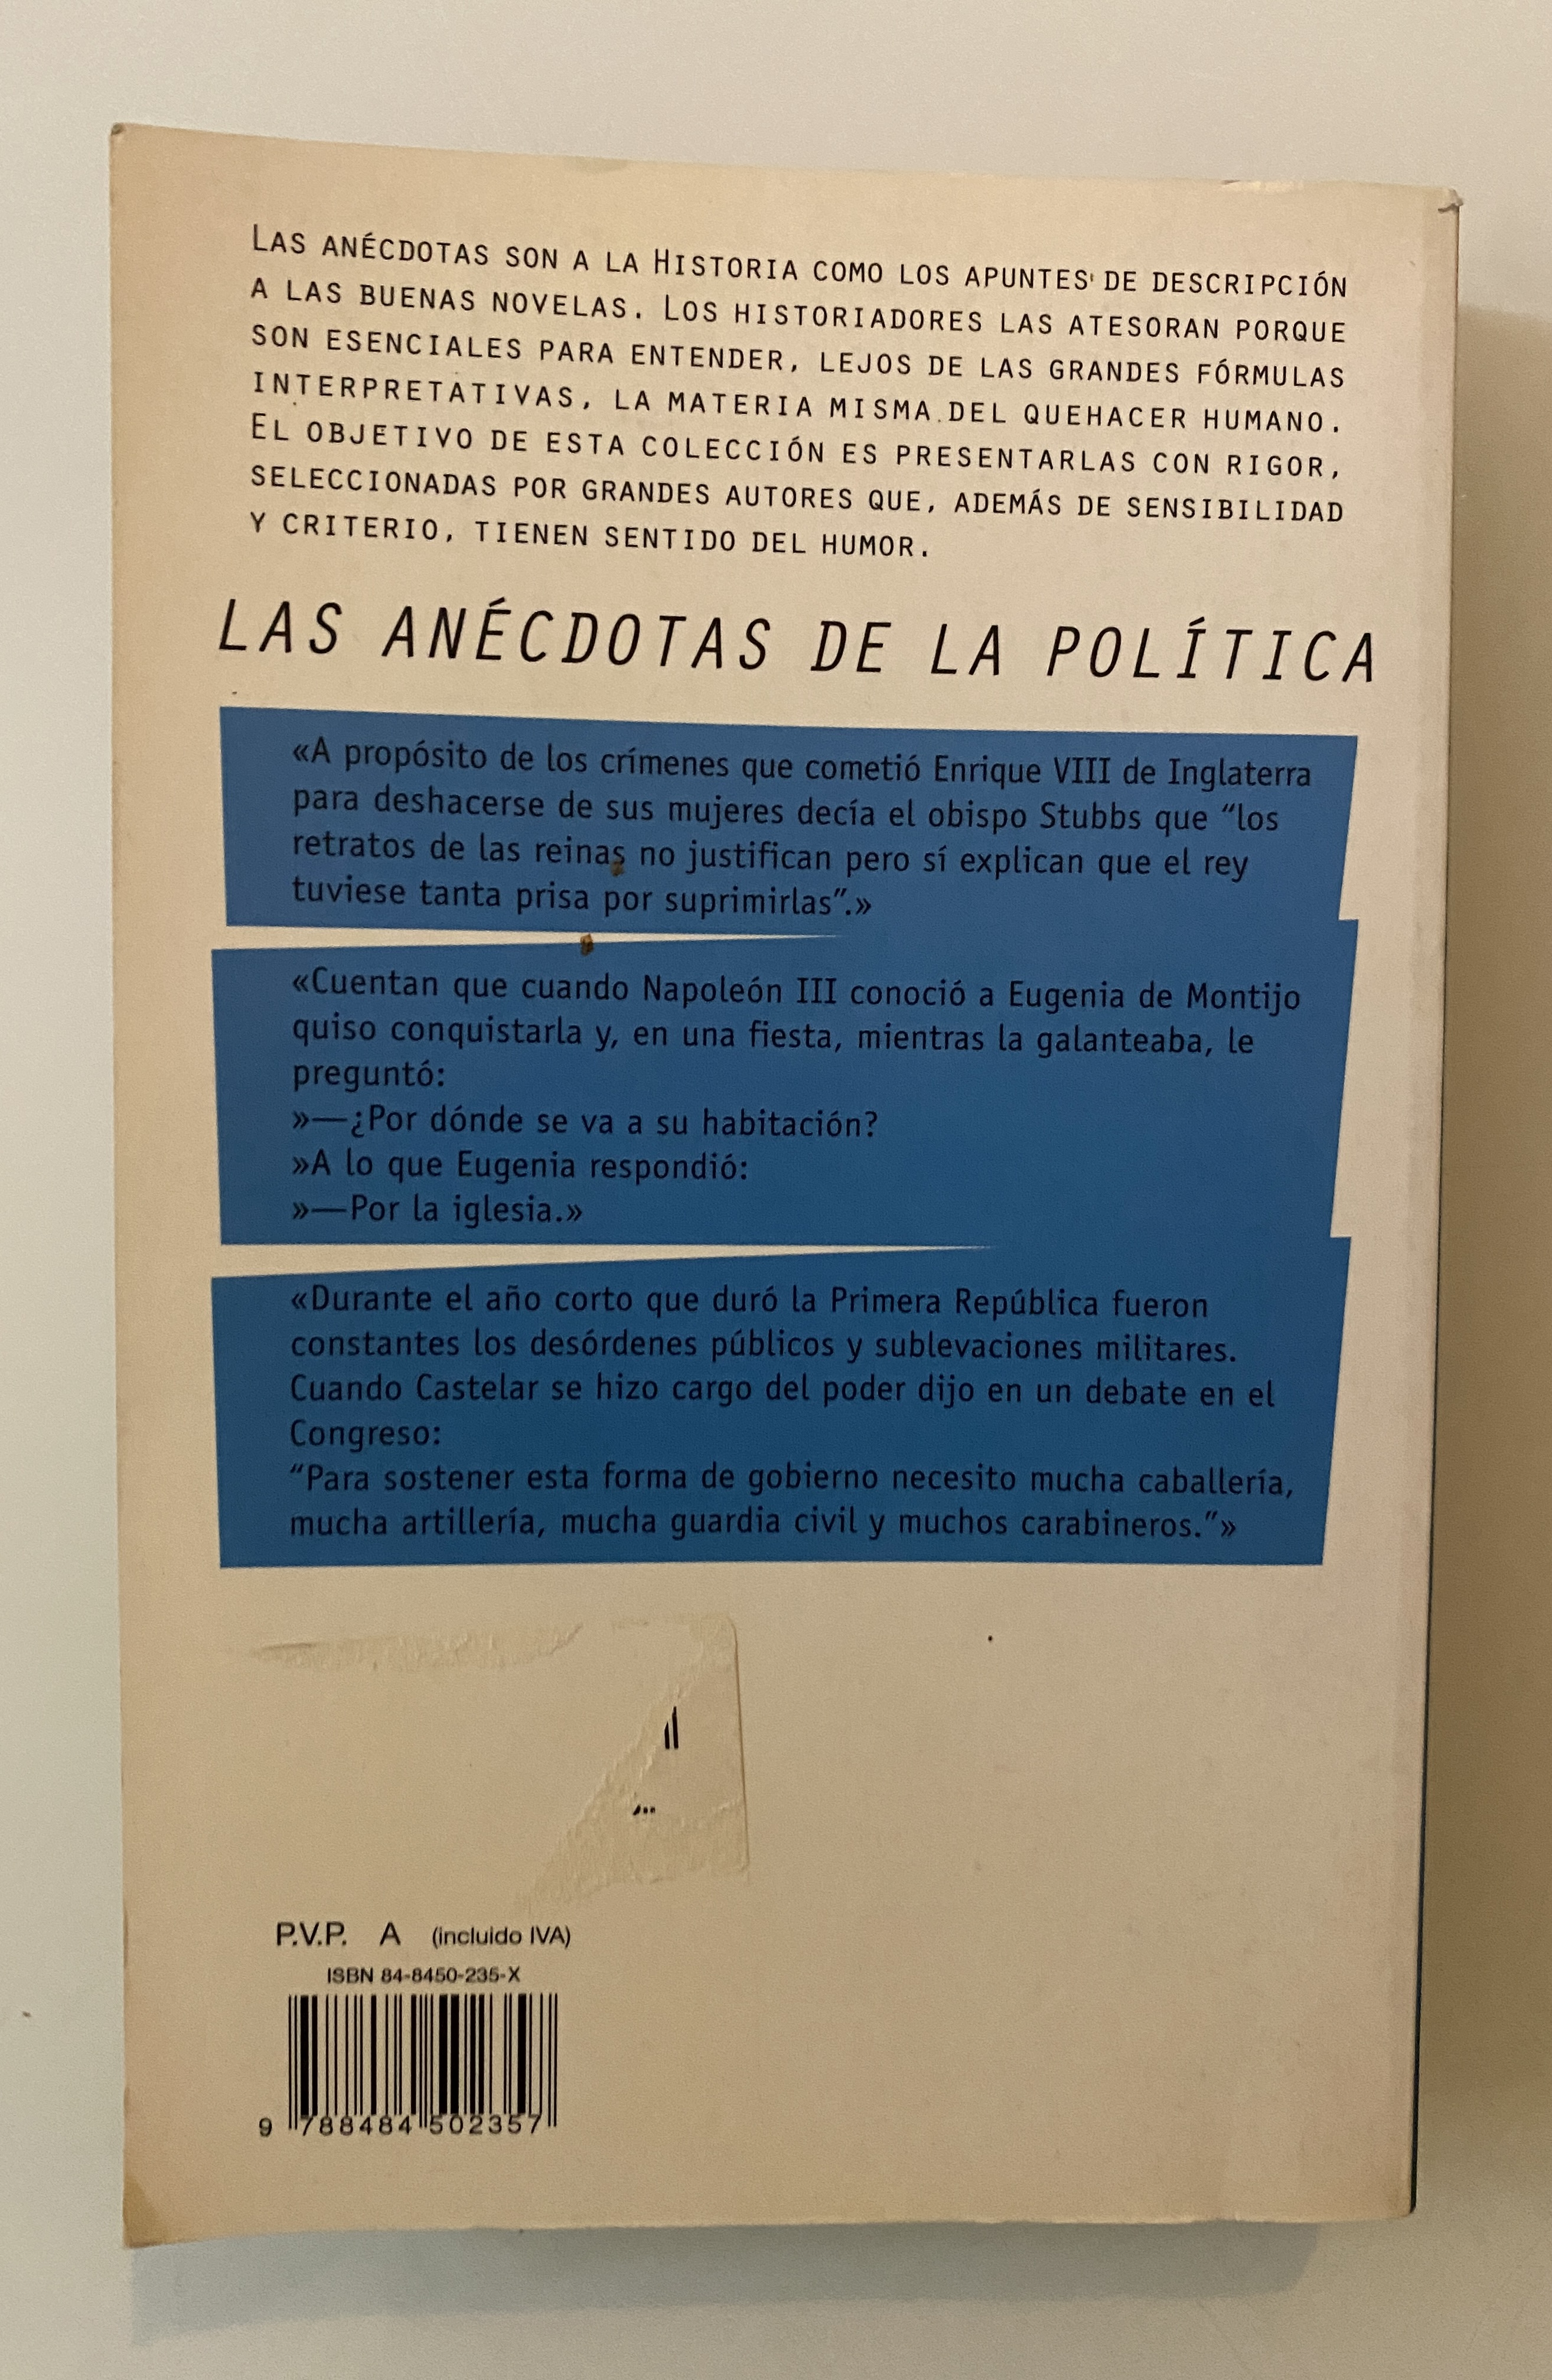 LAS ANÉCDOTAS SON A LA HISTORIA COMO LOS APUNTES DE DESCRIPCIÓN
A LAS BUENAS NOVELAS. LOS HISTORIADORES LAS ATESORAN PORQUE
SON ESENCIALES PARA ENTENDER, LEJOS DE LAS GRANDES FÓRMULAS
INTERPRETATIVAS, LA MATERIA MISMA DEL QUEHACER HUMANO.
EL OBJETIVO DE ESTA COLECCIÓN ES PRESENTARLAS CON RIGOR,
SELECCIONADAS POR GRANDES AUTORES QUE, ADEMÁS DE SENSIBILIDAD
Y CRITERIO, TIENEN SENTIDO DEL HUMOR.
LAS ANÉCDOTAS DE LA POLÍTICA
«A propósito de los crímenes que cometió Enrique VIII de Inglaterra
para deshacerse de sus mujeres decía el obispo Stubbs que “los
retratos de las reinas no justifican pero sí explican que el rey
tuviese tanta prisa por suprimirlas”.»
«Cuentan que cuando Napoleón III conoció a Eugenia de Montijo
quiso conquistarla y, en una fiesta, mientras la galanteaba, le
preguntó:
»—¿Por dónde se va a su habitación?
»A lo que Eugenia respondió:
»—Por la iglesia.»
«Durante el año corto que duró la Primera República fueron
constantes los desórdenes públicos y sublevaciones militares.
Cuando Castelar se hizo cargo del poder dijo en un debate en el
Congreso:
“Para sostener esta forma de gobierno necesito mucha caballería,
mucha artillería, mucha guardia civil y muchos carabineros.”»
P.V.P. A (incluido IVA)
ISBN 84-8450-235-X
9 788484 502357